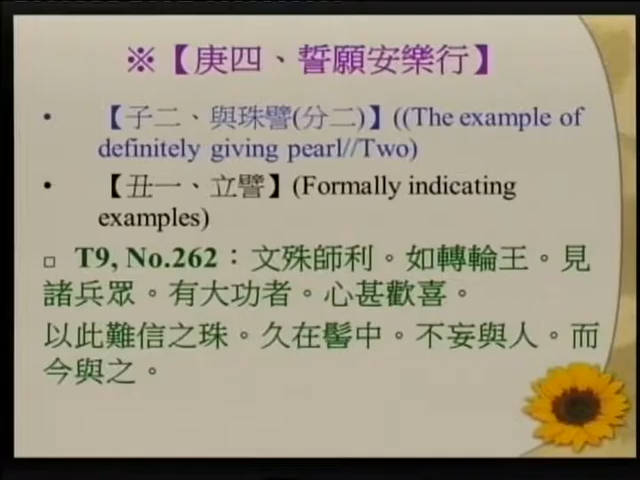 ※【庚四、誓願安樂行】
• 【子二、與珠譬(分二)】((The example of
definitely giving pearl//Two)
• 【丑一、立譬】(Formally indicating
examples)
□ T9, No.262：文殊師利。如轉輪王。見
諸兵眾。有大功者。心甚歡喜。
以此難信之珠。久在髻中。不妄與人。而
今與之。